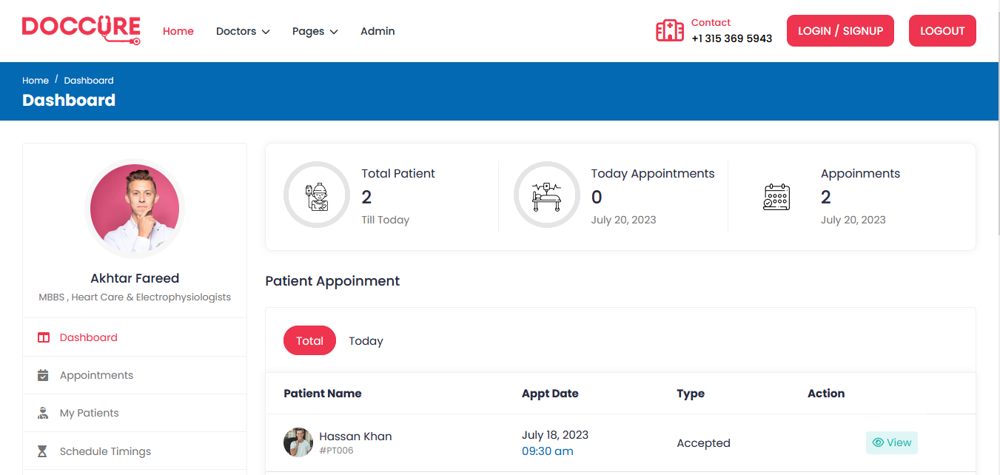 DOCCURE
Home
Doctors
Pages
Admin
Contact
+1 315 369 5943
LOGIN / SIGNUP
LOGOUT
Home / Dashboard
Dashboard
Akhtar Fareed
MBBS , Heart Care & Electrophysiologists
Dashboard
Appointments
My Patients
Schedule Timings
Total Patient
2
Till Today
Today Appointments
0
July 20, 2023
Appoinments
2
July 20, 2023
Patient Appoinment
Total
Today
Patient Name
Appt Date
Type
Action
Hassan Khan
#PT006
July 18, 2023
09:30 am
Accepted
View